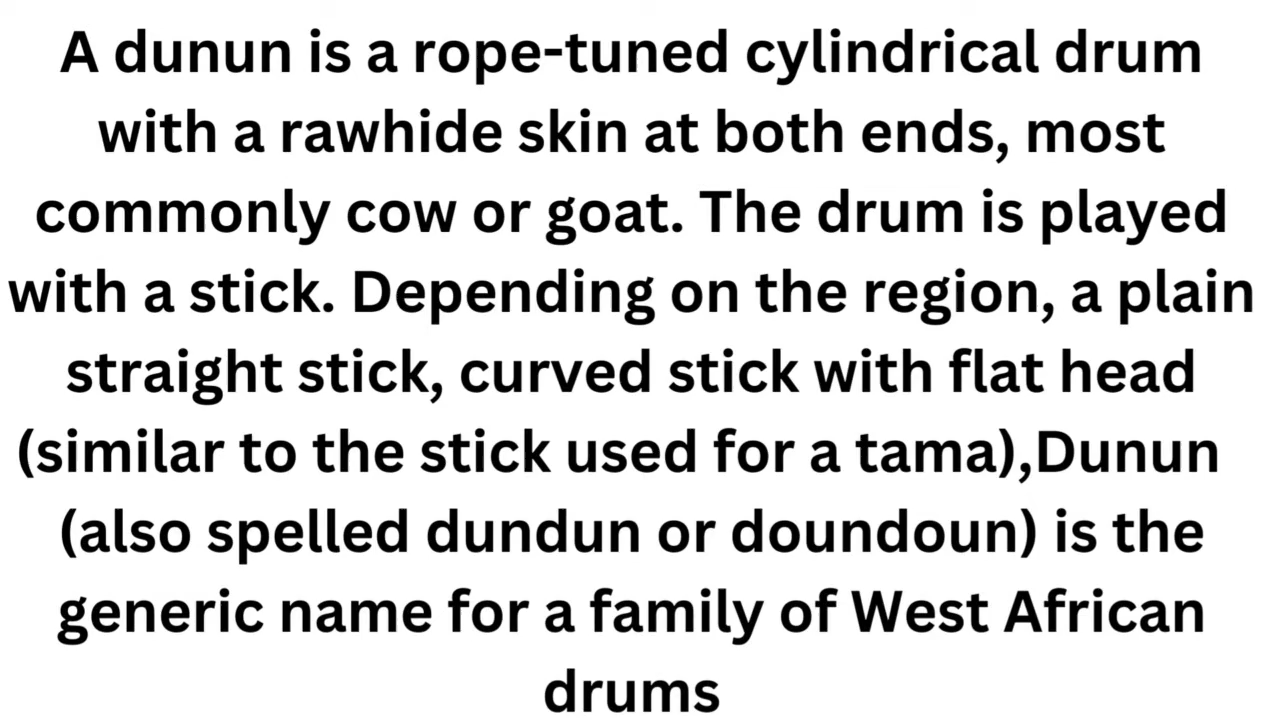 A dunun is a rope-tuned cylindrical drum
with a rawhide skin at both ends, most
commonly cow or goat. The drum is played
with a stick. Depending on the region, a plain
straight stick, curved stick with flat head
(similar to the stick used for a tama),Dunun
(also spelled dundun or doundoun) is the
generic name for a family of West African
drums